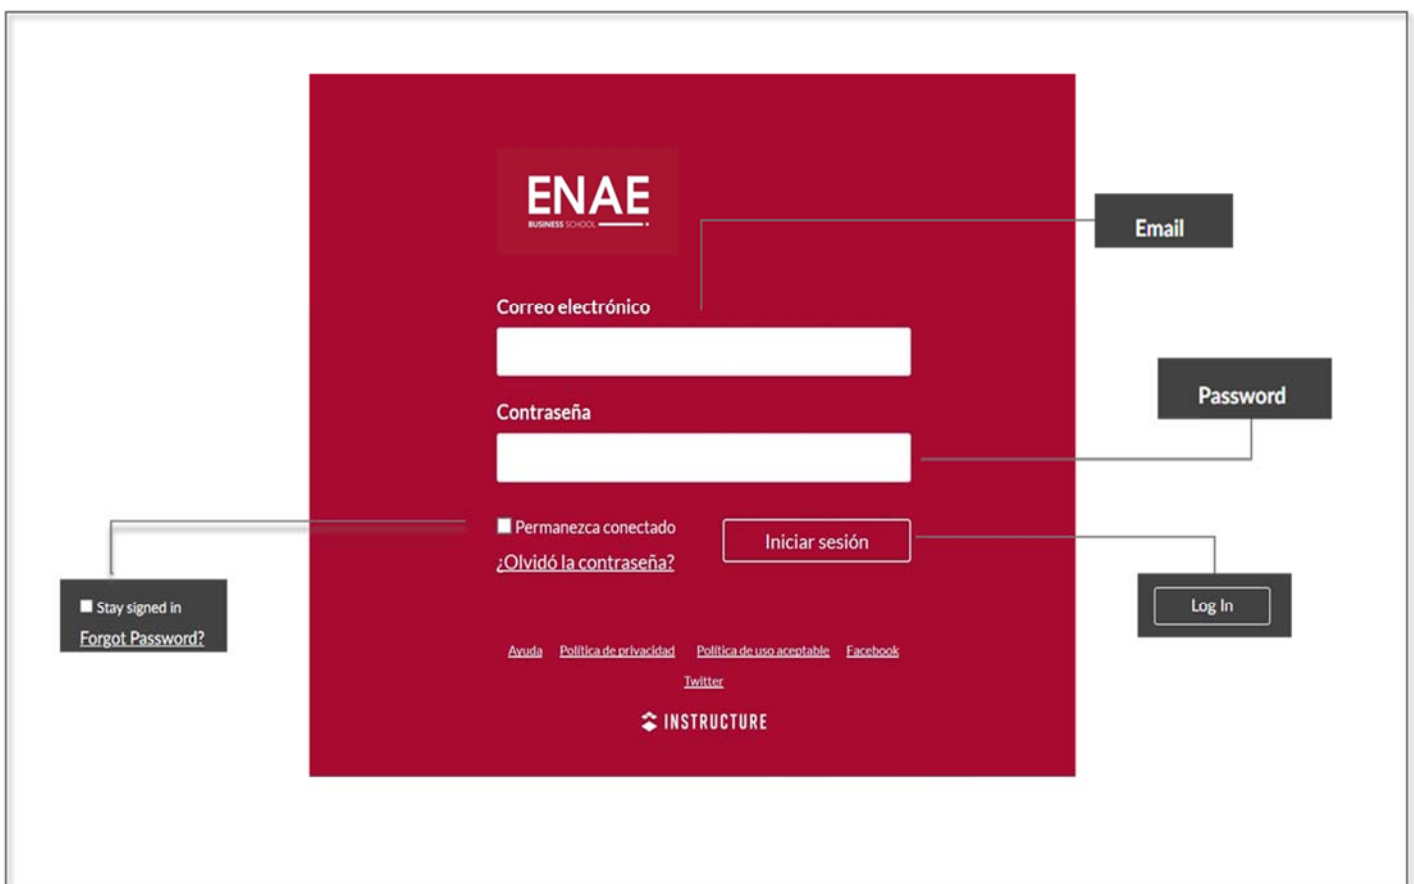 ENAE
BUSINESS SCHOOL
Email
Correo electrónico
Contraseña
Password
Permanezca conectado
Iniciar sesión
¿Olvidó la contraseña?
Stay signed in
Forgot Password?
Log In
Ayuda Política de privacidad Política de uso aceptable Facebook
Twitter
INSTRUCTURE